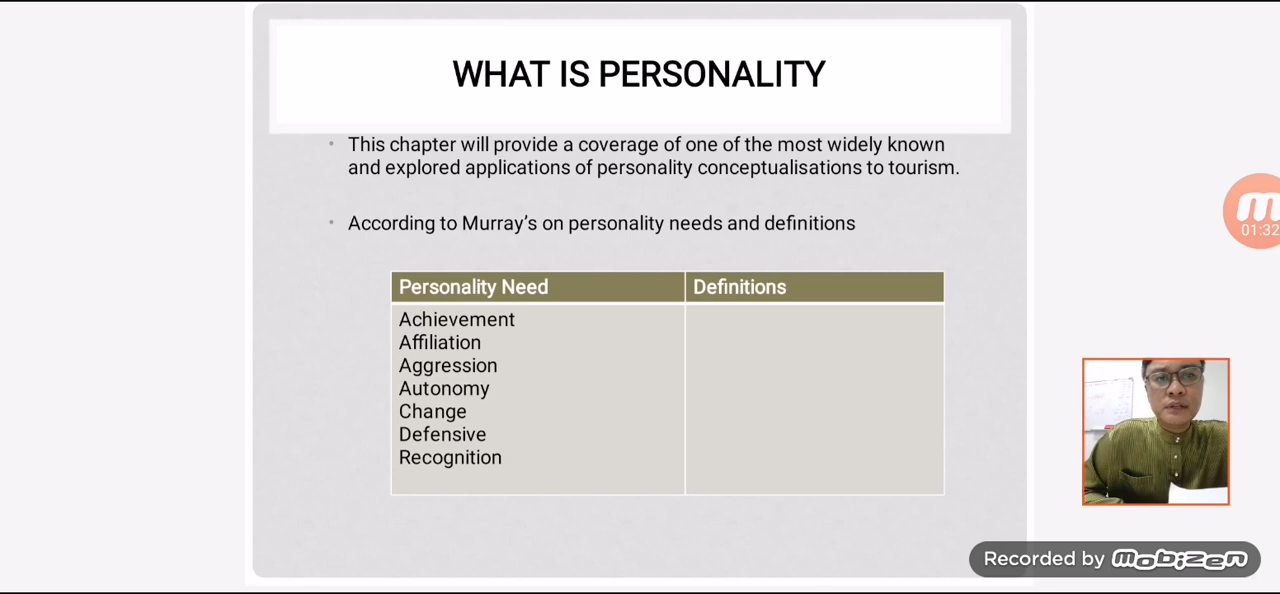 WHAT IS PERSONALITY
This chapter will provide a coverage of one of the most widely known
and explored applications of personality conceptualisations to tourism.
According to Murray's on personality needs and definitions
Personality Need
Definitions
Achievement
Affiliation
Aggression
Autonomy
Change
Defensive
Recognition
01:32
Recorded by mobizen